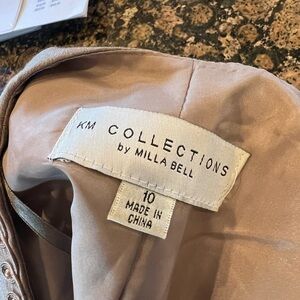 KM COLLECTIONS
by MILLA BELL
10
MADE IN
CHINA